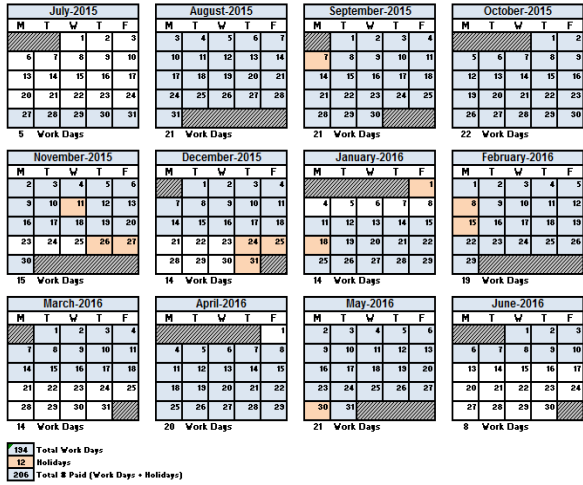 July-2015 August-2015 September-2015 October-2015
M T W T F M T W T F M T W T F M T W T F
1 2 3 3 4 5 6 7 1 2 3 4 1 2
6 7 8 9 10 10 11 12 13 14 7 8 9 10 11 5 6 7 8 9
13 14 15 16 17 17 18 19 20 21 14 15 16 17 18 12 13 14 15 16
20 21 22 23 24 24 25 26 27 28 21 22 23 24 25 19 20 21 22 23
27 28 29 30 31 31 28 29 30 26 27 28 29 30
5 Work Days 21 Work Days 21 Work Days 22 Work Days
November-2015 December-2015 January-2016 February-2016
M T W T F M T W T F M T W T F M T W T F
2 3 4 5 6 1 2 3 4 1 1 2 3 4 5
9 10 11 12 13 7 8 9 10 11 4 5 6 7 8 8 9 10 11 12
16 17 18 19 20 14 15 16 17 18 11 12 13 14 15 15 16 17 18 19
23 24 25 26 27 21 22 23 24 25 18 19 20 21 22 22 23 24 25 26
30 28 29 30 31 25 26 27 28 29 29
15 Work Days 14 Work Days 14 Work Days 19 Work Days
March-2016 April-2016 May-2016 June-2016
M T W T F M T W T F M T W T F M T W T F
1 2 3 4 1 2 3 4 5 6 1 2 3
7 8 9 10 11 4 5 6 7 8 9 10 11 12 13 6 7 8 9 10
14 15 16 17 18 11 12 13 14 15 16 17 18 19 20 13 14 15 16 17
21 22 23 24 25 18 19 20 21 22 23 24 25 26 27 20 21 22 23 24
28 29 30 31 25 26 27 28 29 30 31 27 28 29 30
14 Work Days 20 Work Days 21 Work Days 8 Work Days
194 Total Work Days
12 Holidays
206 Total # Paid (Work Days + Holidays)